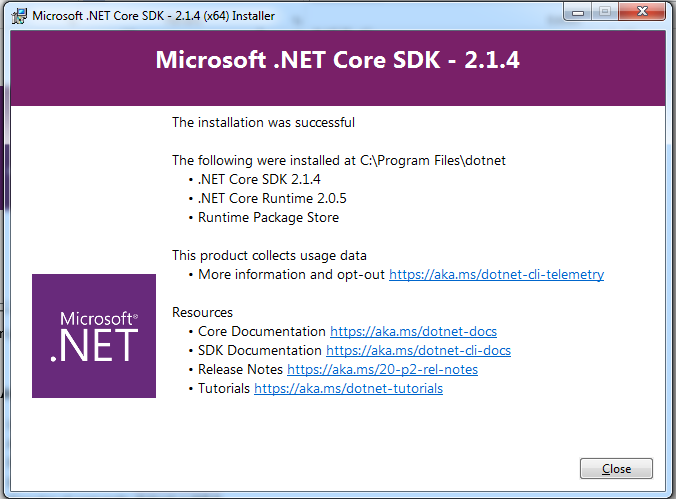 Microsoft .NET Core SDK - 2.1.4 (x64) Installer
Microsoft .NET Core SDK - 2.1.4
The installation was successful
The following were installed at C:\Program Files\dotnet
• .NET Core SDK 2.1.4
• .NET Core Runtime 2.0.5
• Runtime Package Store
This product collects usage data
• More information and opt-out https://aka.ms/dotnet-cli-telemetry
Resources
• Core Documentation https://aka.ms/dotnet-docs
• SDK Documentation https://aka.ms/dotnet-cli-docs
• Release Notes https://aka.ms/20-p2-rel-notes
• Tutorials https://aka.ms/dotnet-tutorials
Microsoft®
.NET
Close